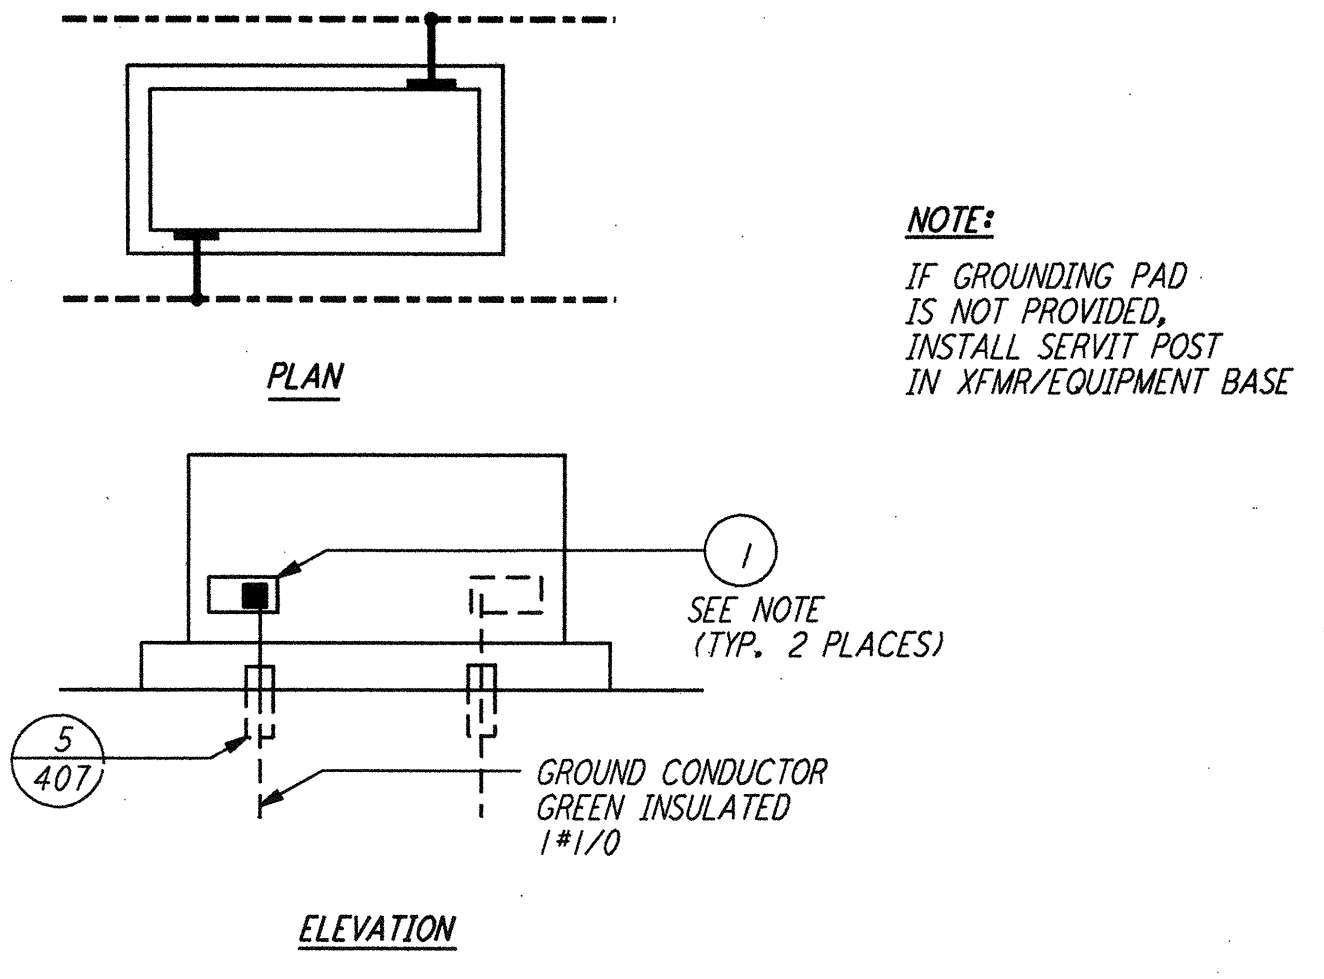 PLAN
NOTE:
IF GROUNDING PAD
IS NOT PROVIDED,
INSTALL SERVIT POST
IN XFMR/EQUIPMENT BASE
1
SEE NOTE
(TYP. 2 PLACES)
5
407
GROUND CONDUCTOR
GREEN INSULATED
1#1/0
ELEVATION